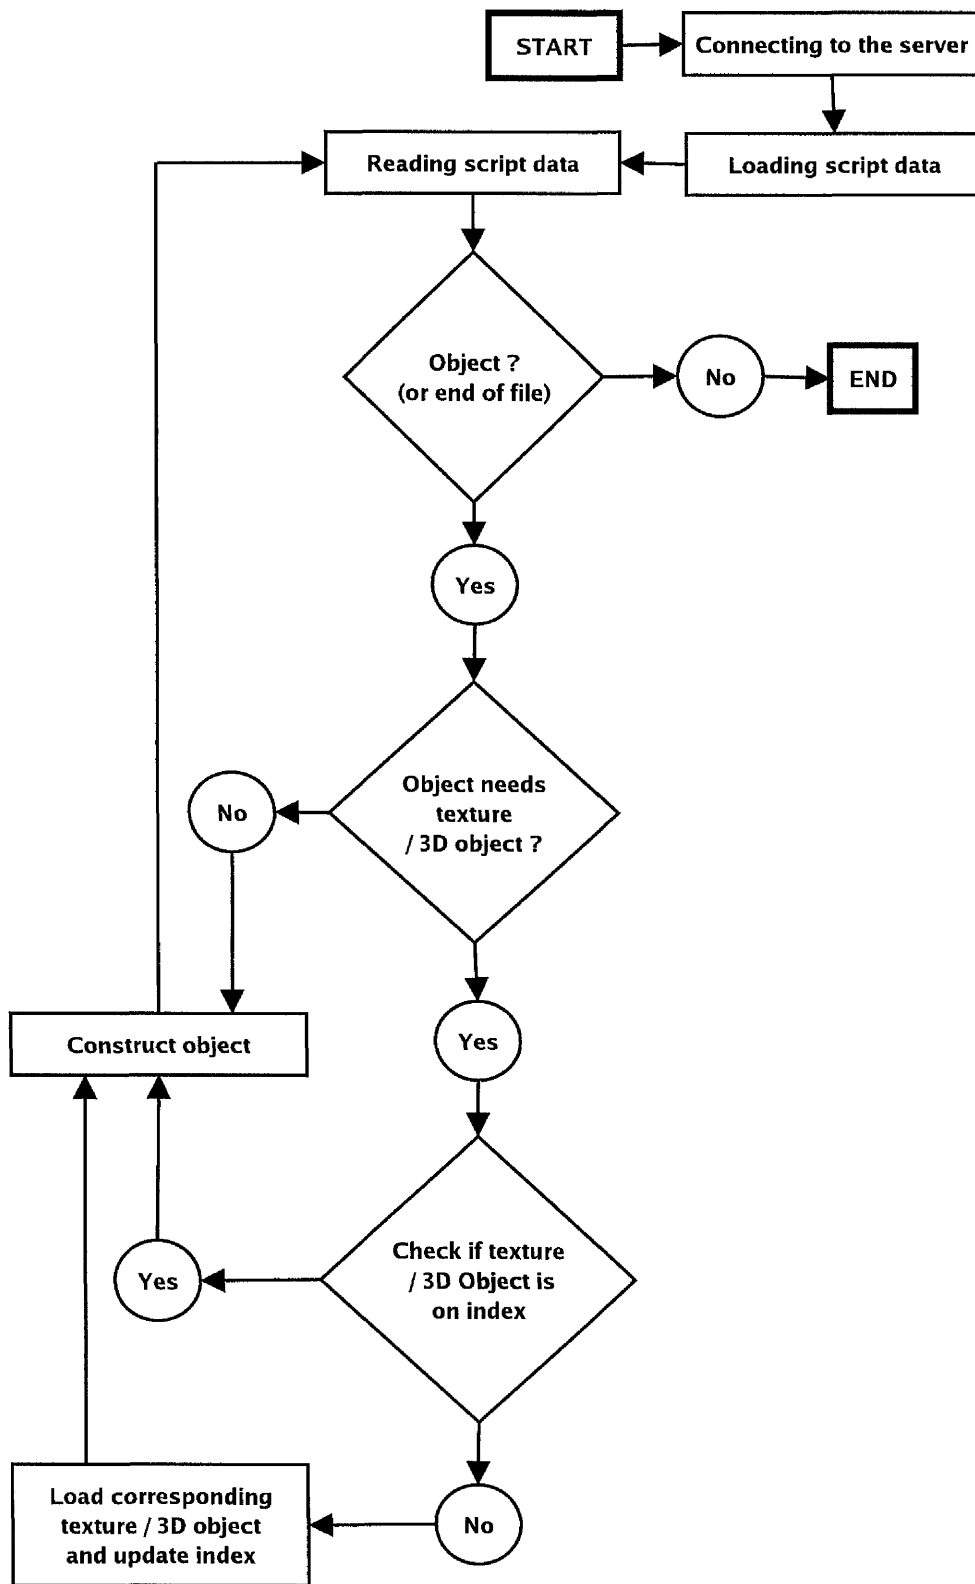 START
Connecting to the server
Reading script data
Loading script data
Object ?
(or end of file)
No
END
Yes
Object needs
texture
/ 3D object ?
No
Yes
Construct object
Check if texture
/ 3D Object is
on index
Yes
Load corresponding
texture / 3D object
and update index
No